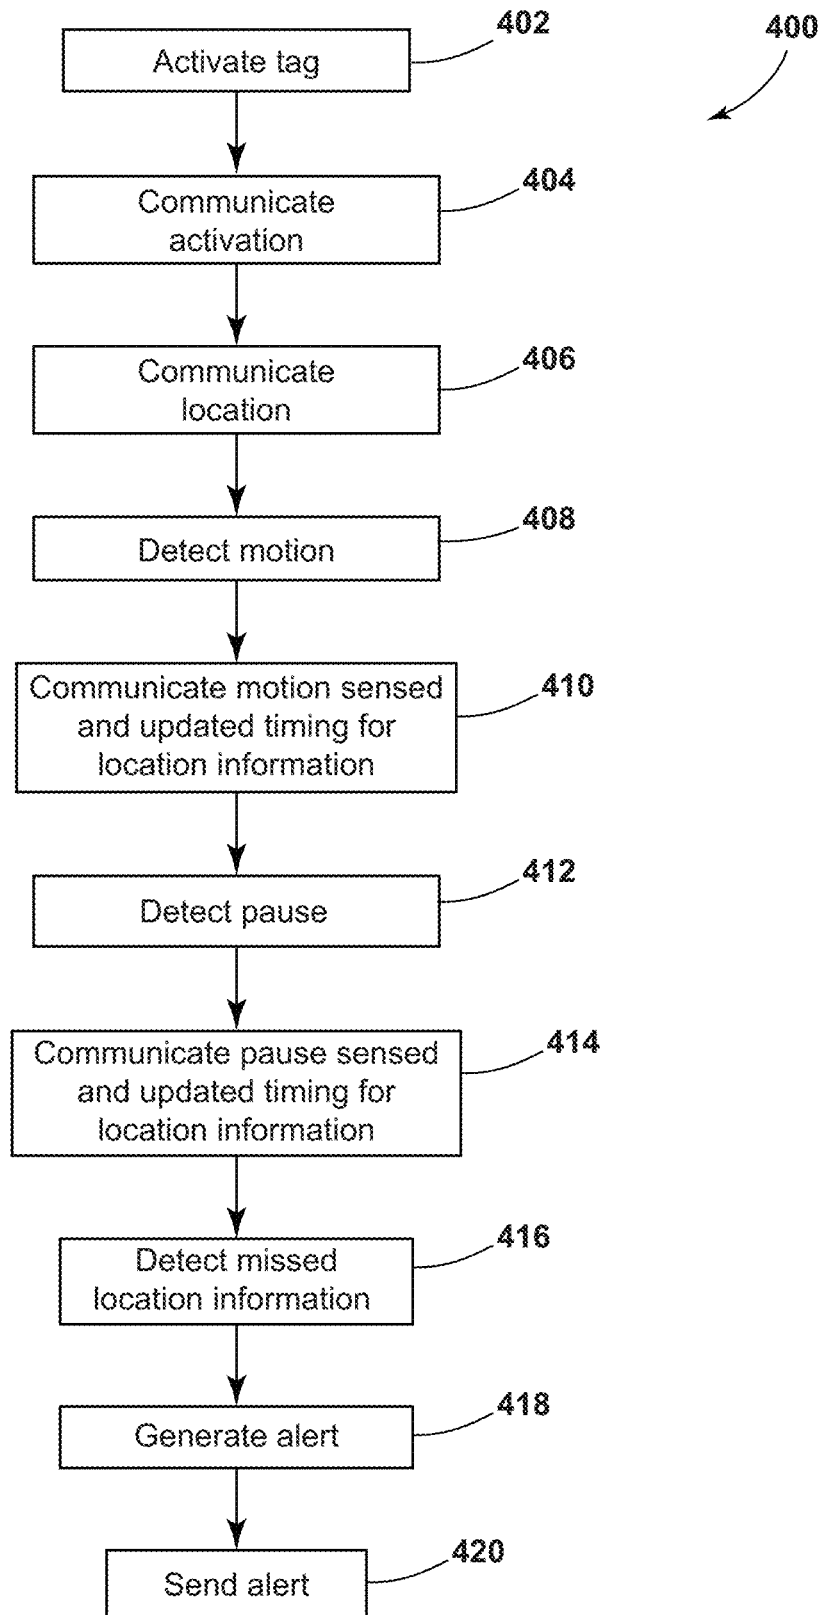 402
400
Activate tag
404
Communicate
activation
406
Communicate
location
408
Detect motion
410
Communicate motion sensed
and updated timing for
location information
412
Detect pause
414
Communicate pause sensed
and updated timing for
location information
416
Detect missed
location information
418
Generate alert
420
Send alert